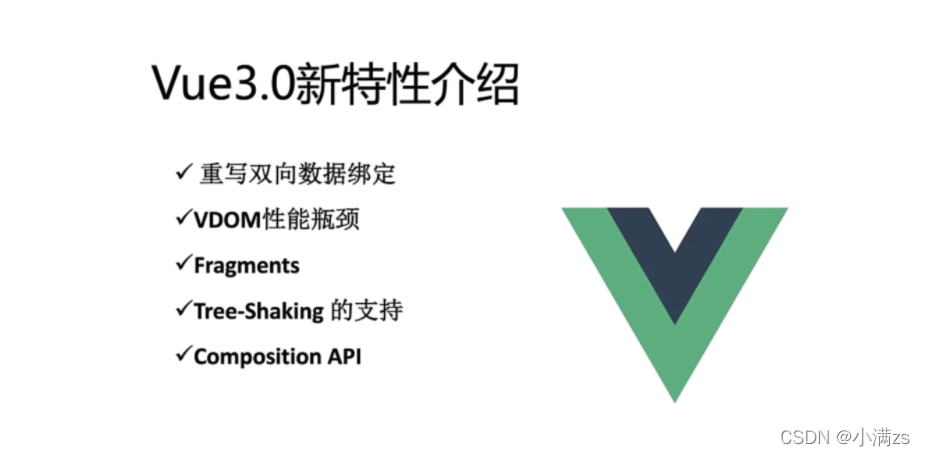 Vue3.0新特性介绍
✓ 重写双向数据绑定
✓VDOM性能瓶颈
✓Fragments
✓Tree-Shaking 的支持
✓Composition API
CSDN @小满zs